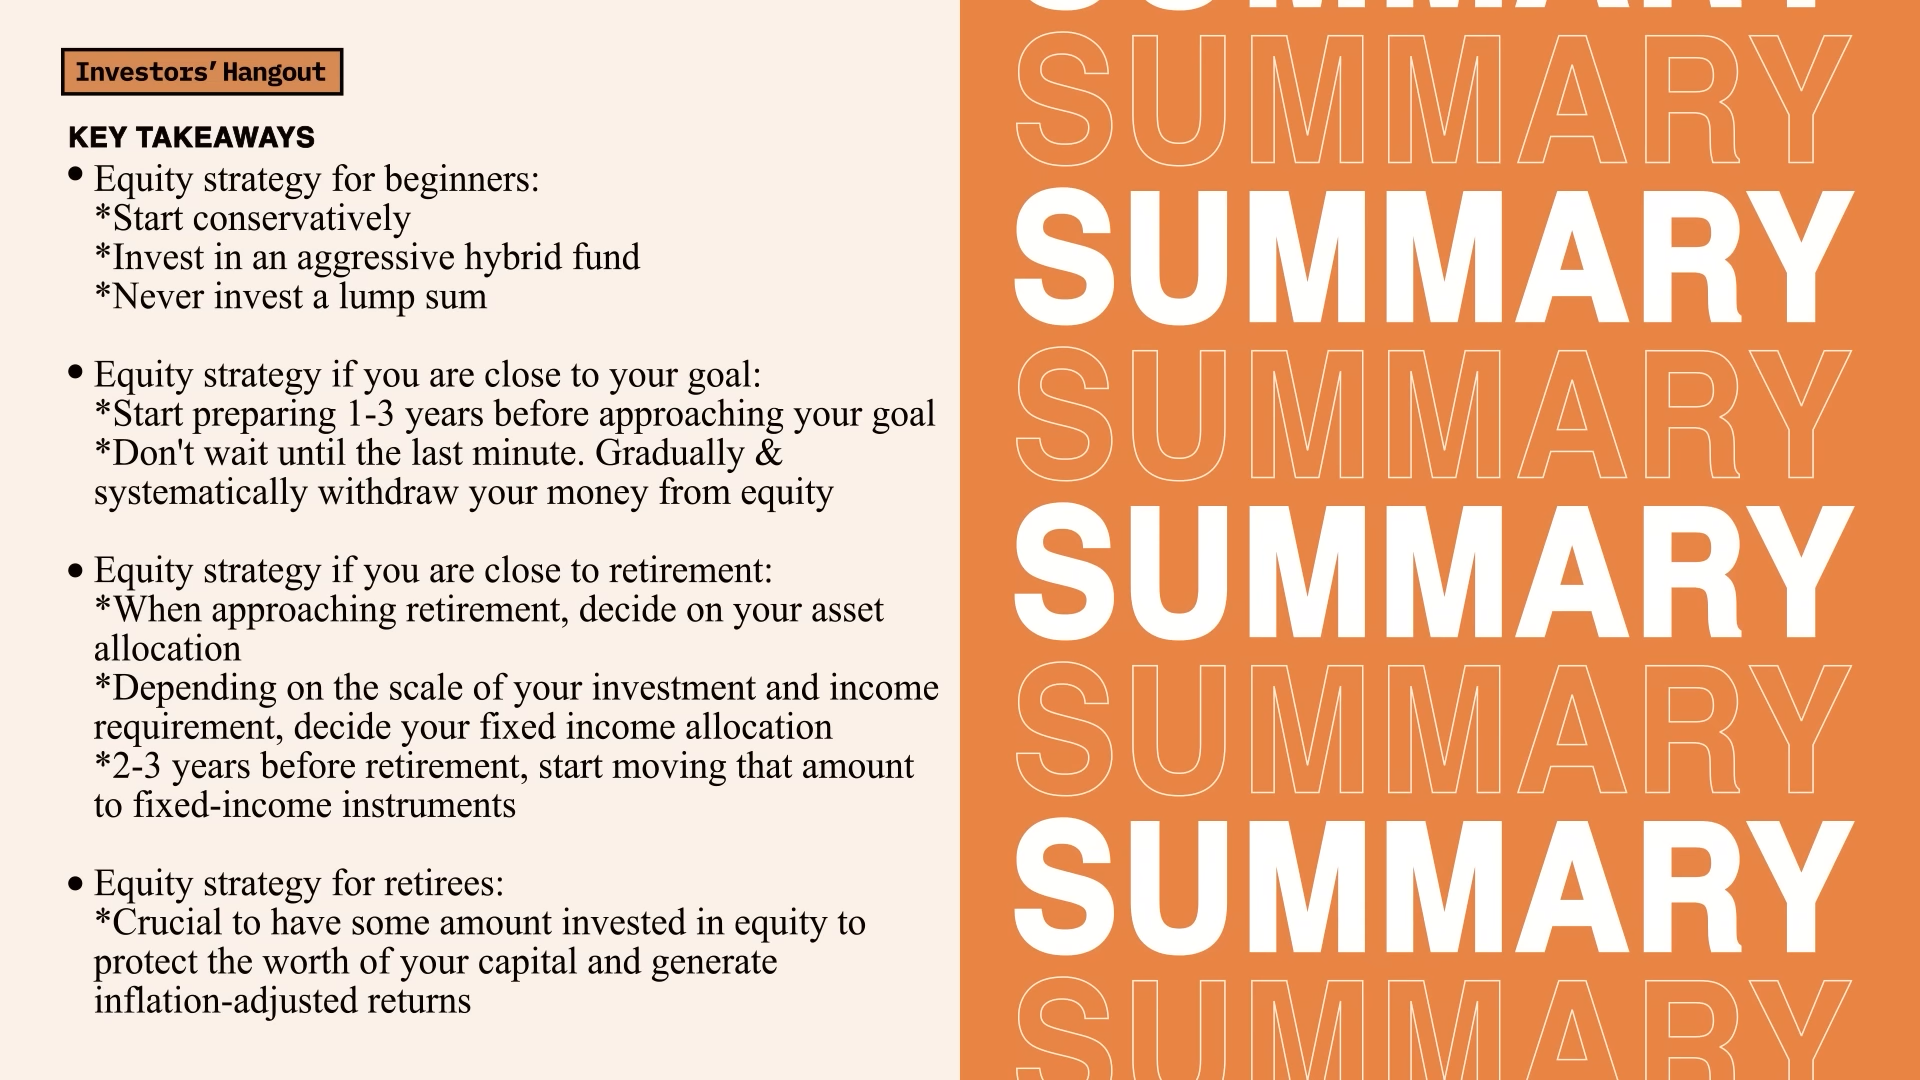 Investors’ Hangout
KEY TAKEAWAYS
• Equity strategy for beginners:
*Start conservatively
*Invest in an aggressive hybrid fund
*Never invest a lump sum
• Equity strategy if you are close to your goal:
*Start preparing 1-3 years before approaching your goal
*Don't wait until the last minute. Gradually &
systematically withdraw your money from equity
• Equity strategy if you are close to retirement:
*When approaching retirement, decide on your asset
allocation
*Depending on the scale of your investment and income
requirement, decide your fixed income allocation
*2-3 years before retirement, start moving that amount
to fixed-income instruments
• Equity strategy for retirees:
*Crucial to have some amount invested in equity to
protect the worth of your capital and generate
inflation-adjusted returns
SUMMARY
SUMMARY
SUMMARY
SUMMARY
SUMMARY
SUMMARY
SUMMARY
SUMMARY